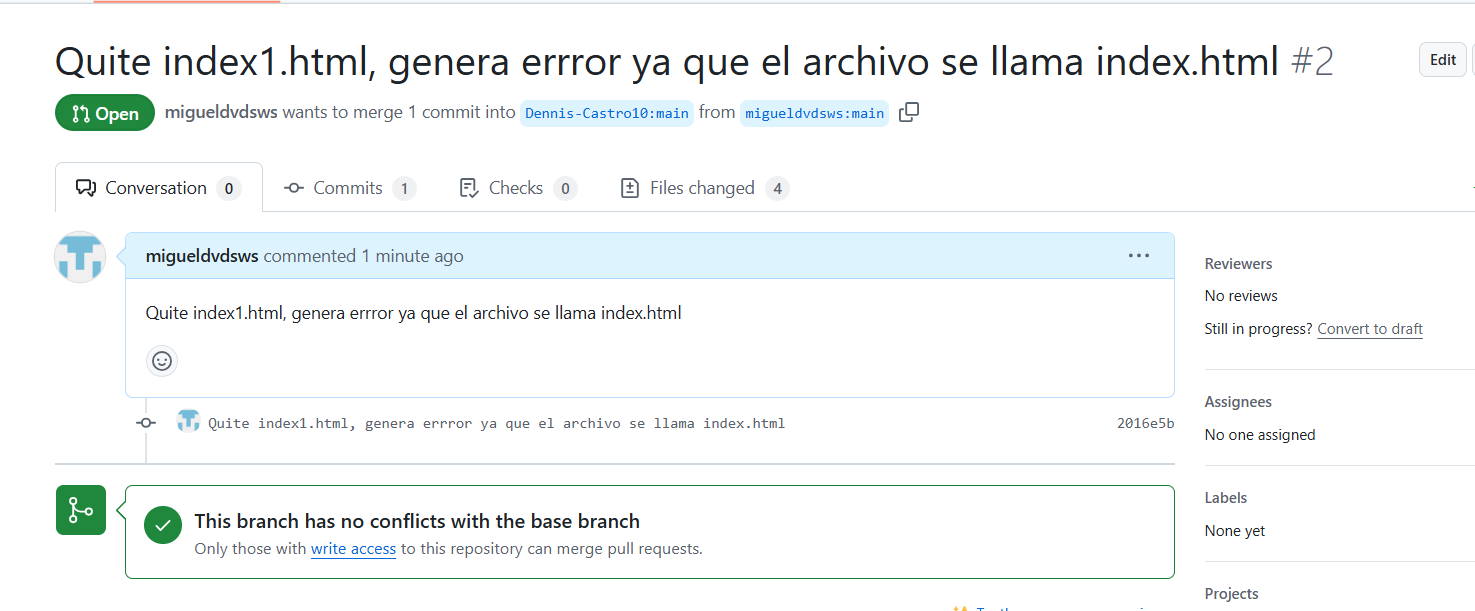 Quite index1.html, genera errror ya que el archivo se llama index.html #2
Edit
Open
migueldvdsws wants to merge 1 commit into Dennis-Castro10:main from migueldvdsws:main
Conversation 0
Commits 1
Checks 0
Files changed 4
migueldvdsws commented 1 minute ago
Quite index1.html, genera errror ya que el archivo se llama index.html
Quite index1.html, genera errror ya que el archivo se llama index.html
2016e5b
This branch has no conflicts with the base branch
Only those with write access to this repository can merge pull requests.
Reviewers
No reviews
Still in progress? Convert to draft
Assignees
No one assigned
Labels
None yet
Projects